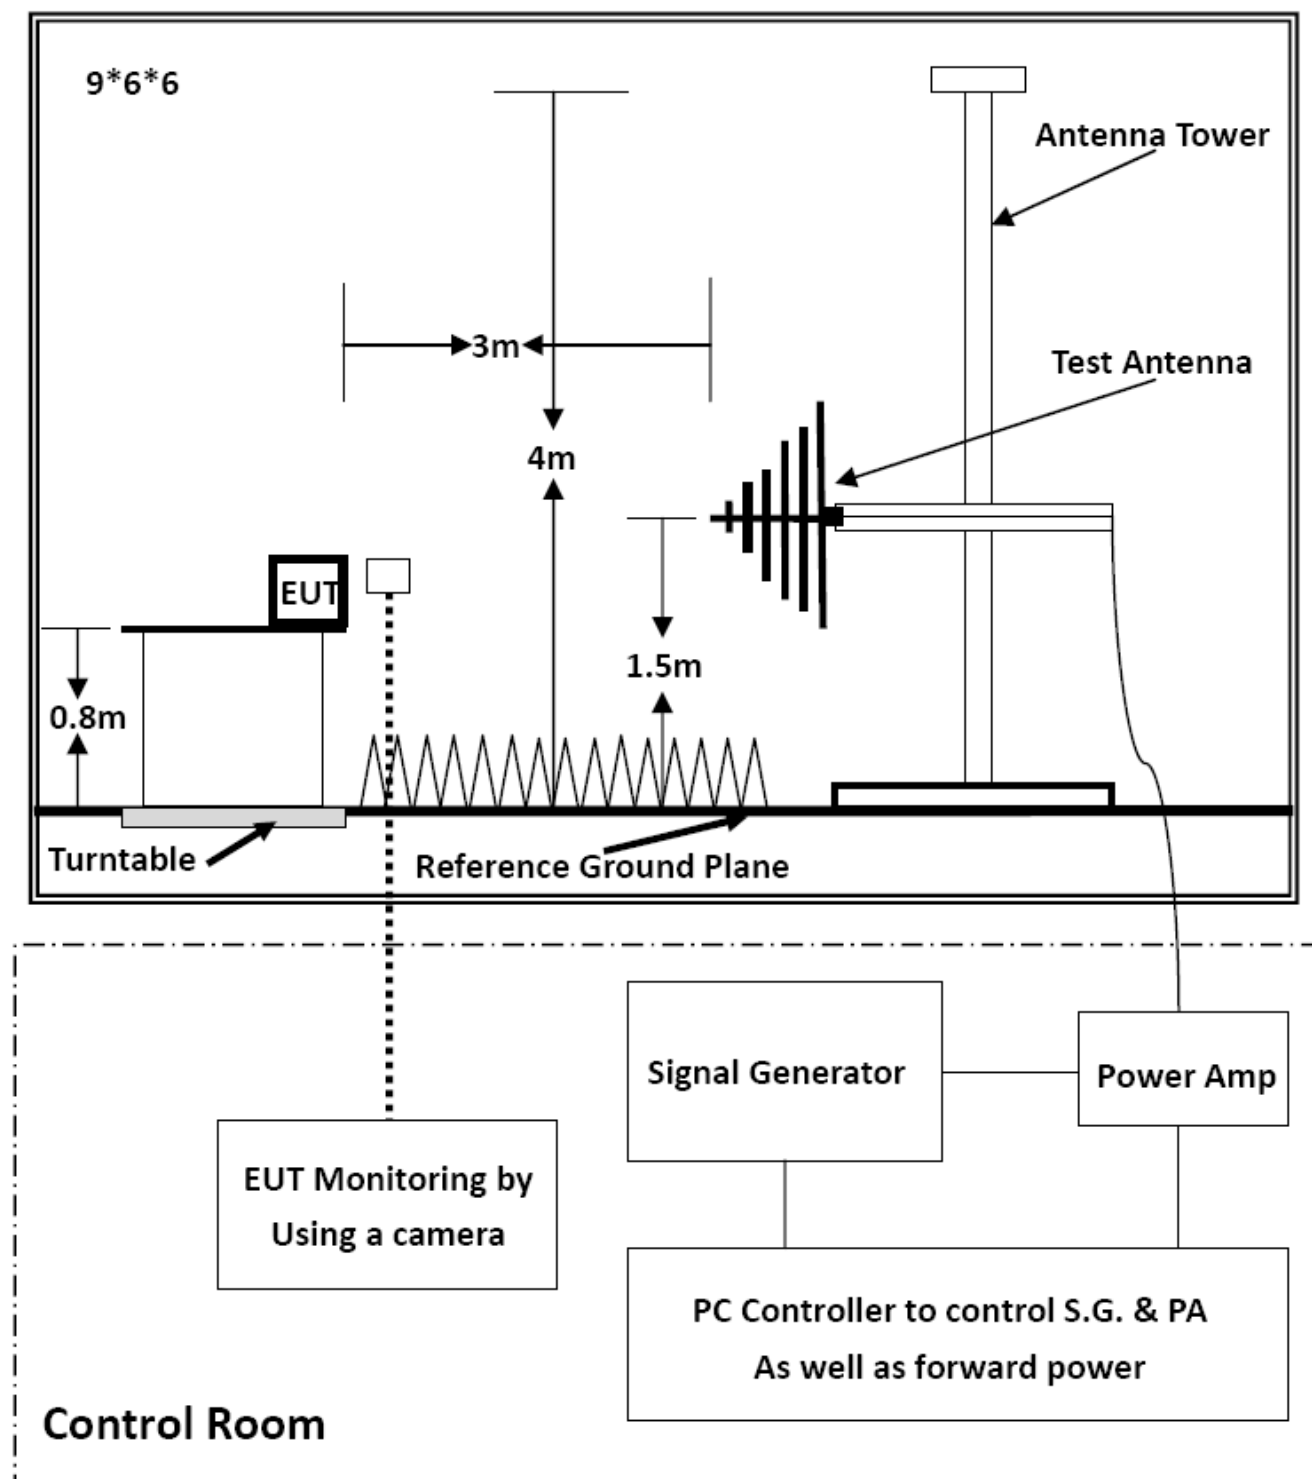 9*6*6
Antenna Tower
3m
Test Antenna
4m
EUT
1.5m
0.8m
Turntable
Reference Ground Plane
Signal Generator
Power Amp
EUT Monitoring by
Using a camera
PC Controller to control S.G. & PA
As well as forward power
Control Room